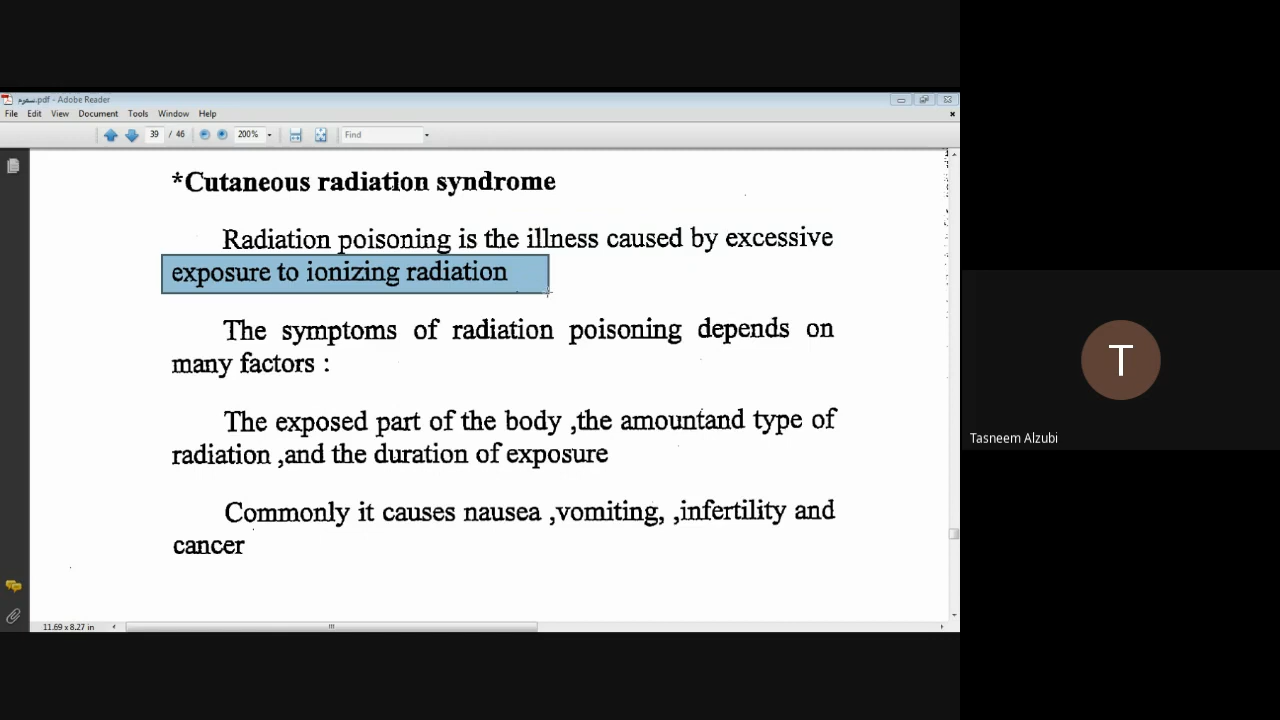 سموم.pdf - Adobe Reader
File Edit View Document Tools Window Help
39 / 46 200% Find
*Cutaneous radiation syndrome
Radiation poisoning is the illness caused by excessive
exposure to ionizing radiation
The symptoms of radiation poisoning depends on
many factors :
The exposed part of the body ,the amountand type of
radiation ,and the duration of exposure
Commonly it causes nausea ,vomiting, ,infertility and
cancer
11.69 x 8.27 in
T
Tasneem Alzubi